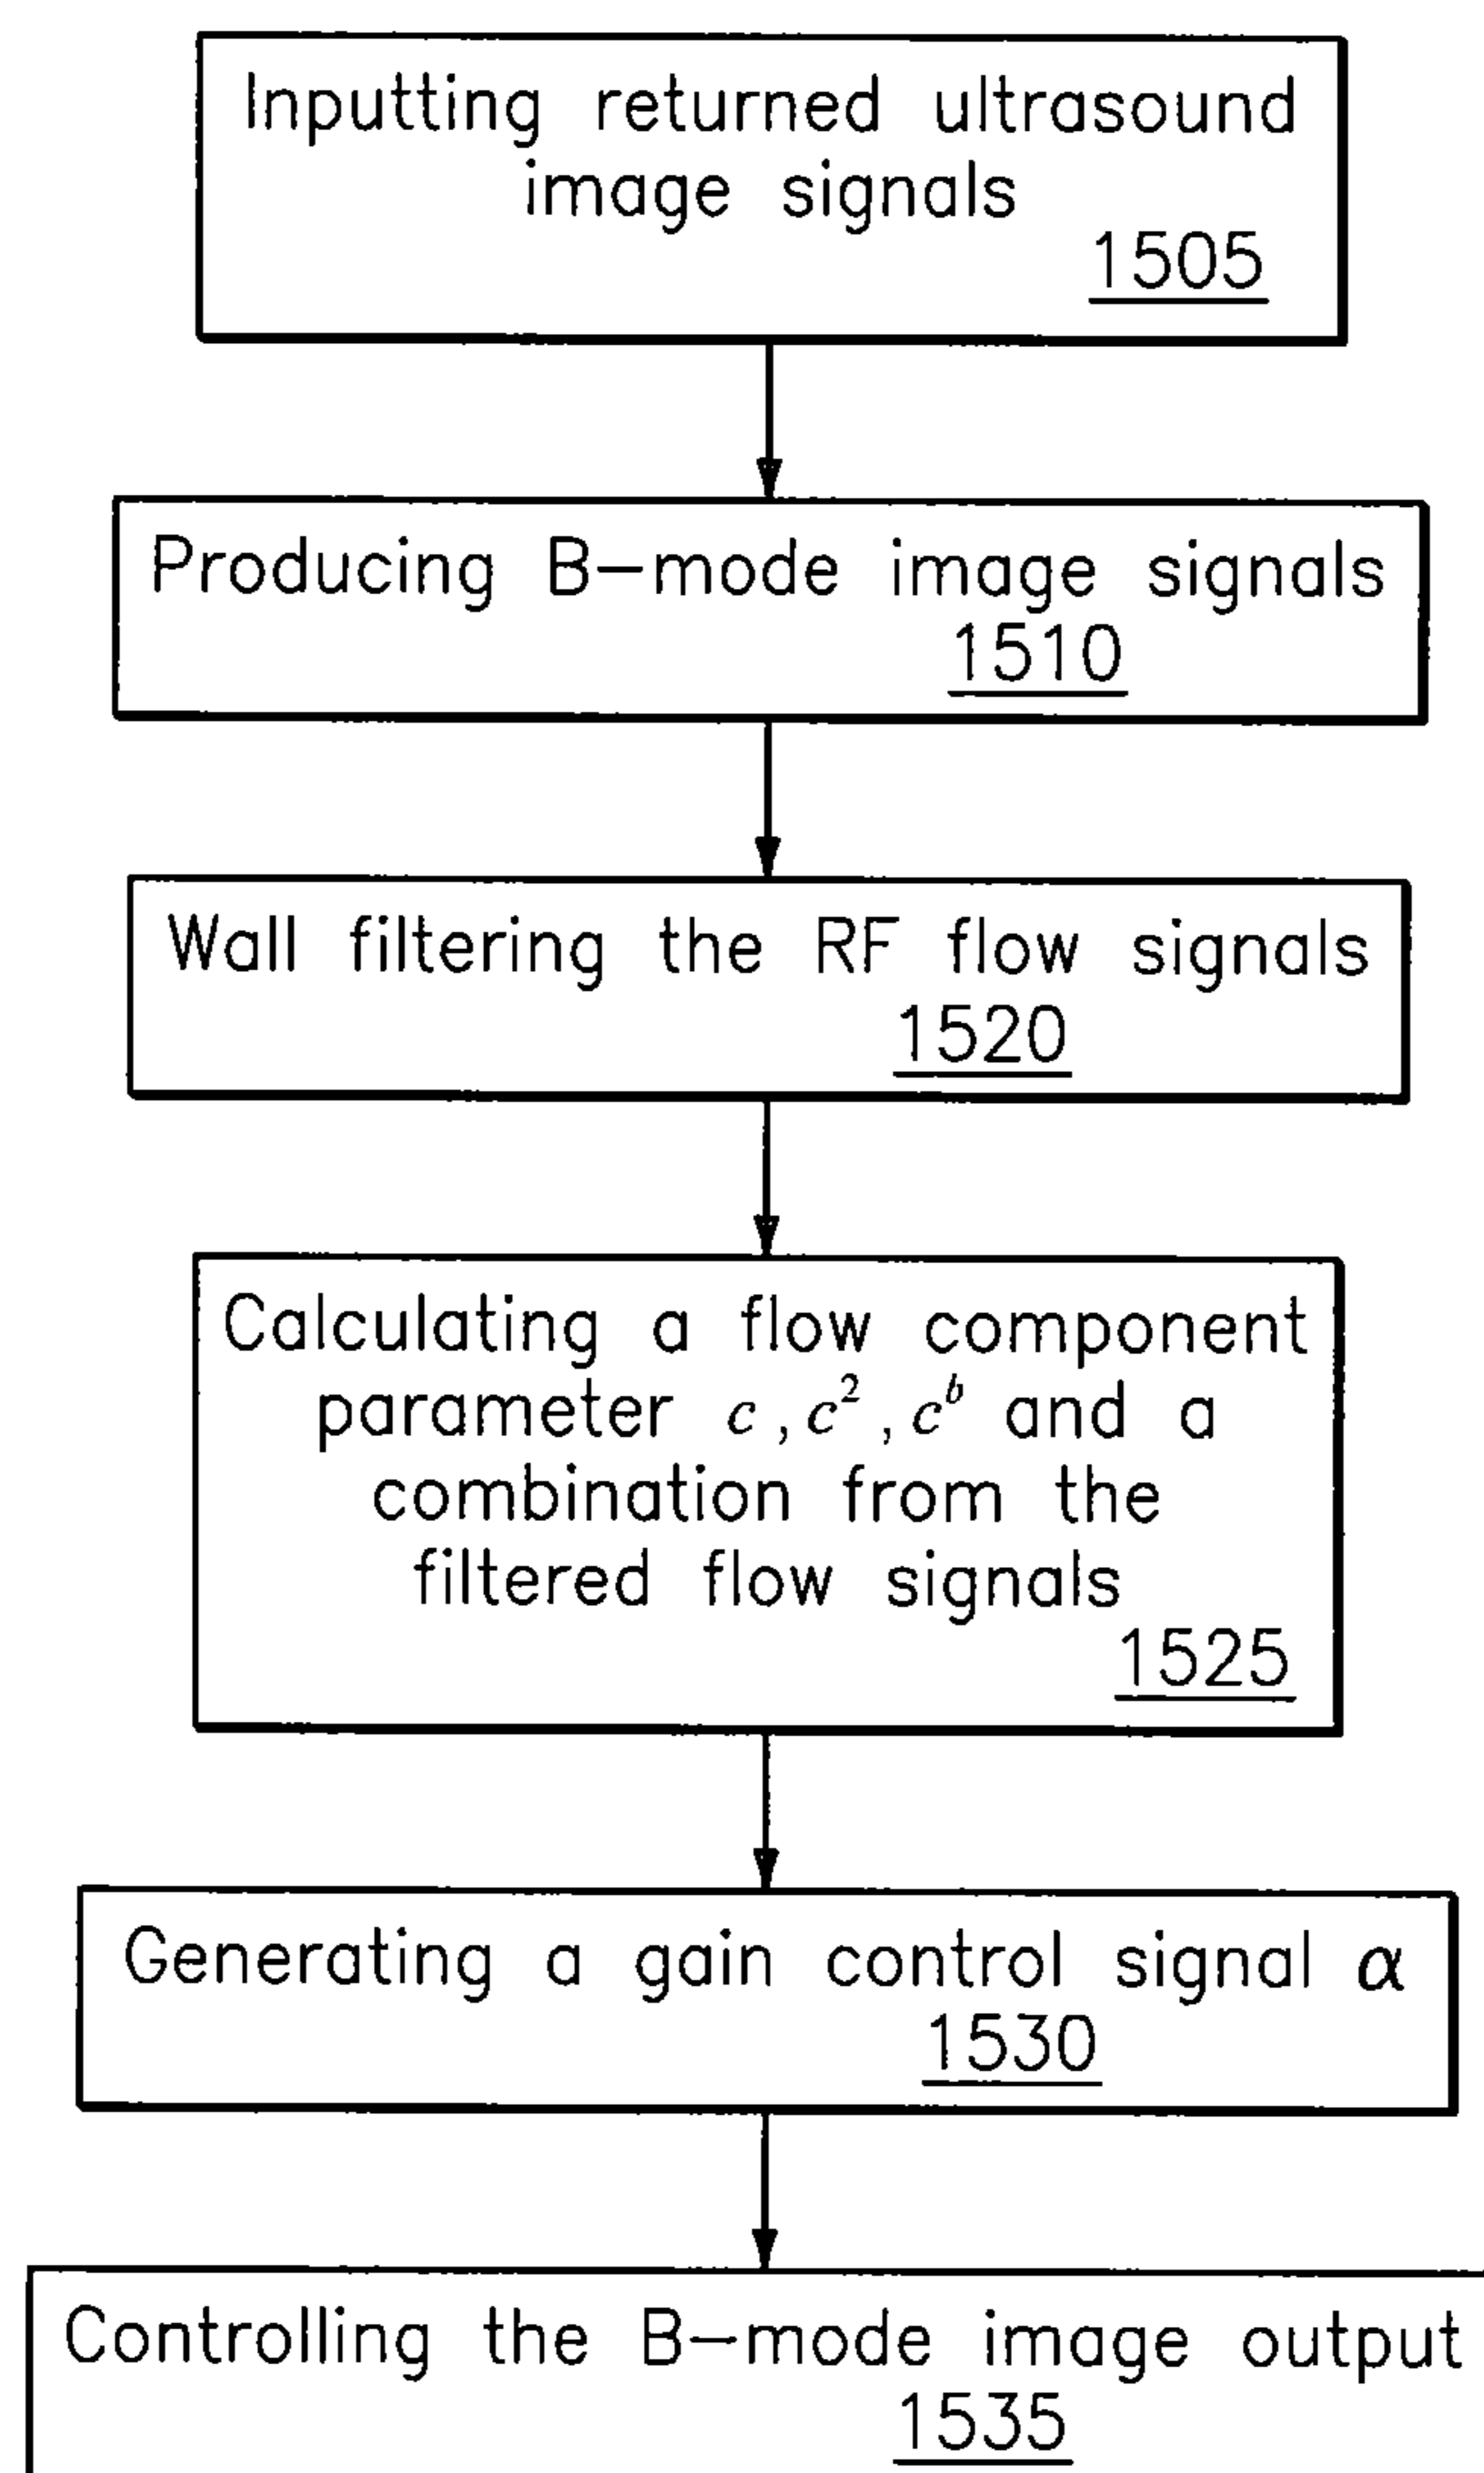 Inputting returned ultrasound
image signals
1505
Producing B-mode image signals
1510
Wall filtering the RF flow signals
1520
Calculating a flow component
parameter c, c², cᵇ and a
combination from the
filtered flow signals
1525
Generating a gain control signal α
1530
Controlling the B-mode image output
1535